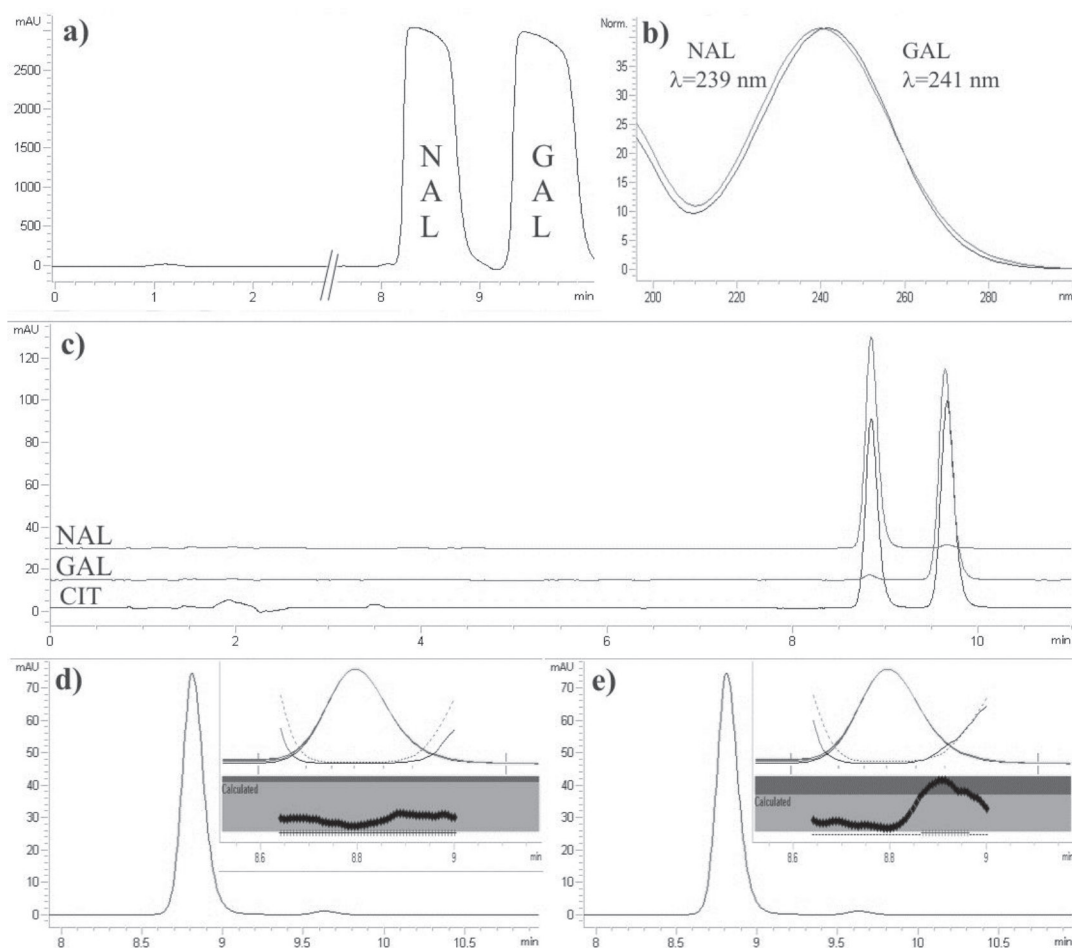 mAU
a)
2500
2000
1500
1000
500
0
N
A
L
G
A
L
0
1
2
8
9
min
Norm.
b)
NAL
λ=239 nm
GAL
λ=241 nm
35
30
25
20
15
10
5
0
200
220
240
260
280
nm
mAU
c)
120
100
80
60
40
20
0
NAL
GAL
CIT
0
2
4
6
8
10
min
mAU
d)
70
60
50
40
30
20
10
0
Calculated
8.6
8.8
9
min
8
8.5
9
9.5
10
10.5
min
mAU
e)
70
60
50
40
30
20
10
0
Calculated
8.6
8.8
9
min
8
8.5
9
9.5
10
10.5
min